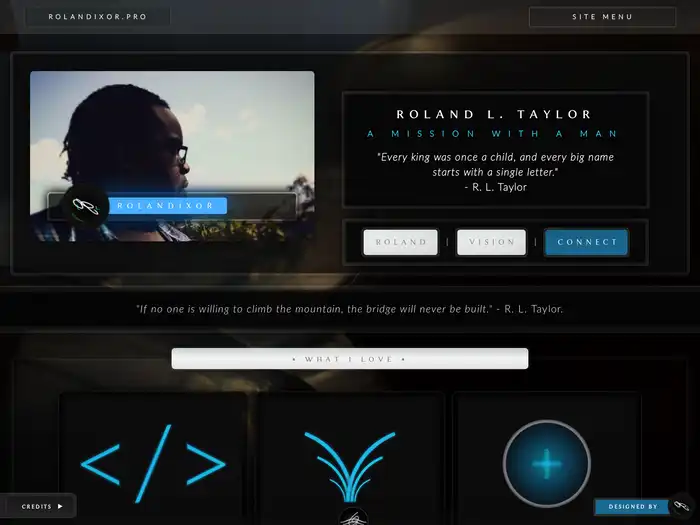 ROLANDIXOR.PRO
SITE MENU
ROLAND L. TAYLOR
A MISSION WITH A MAN
"Every king was once a child, and every big name
starts with a single letter."
- R. L. Taylor
ROLANDIXOR
ROLAND | VISION | CONNECT
"If no one is willing to climb the mountain, the bridge will never be built." - R. L. Taylor.
• WHAT I LOVE •
</>
CREDITS ▶
DESIGNED BY